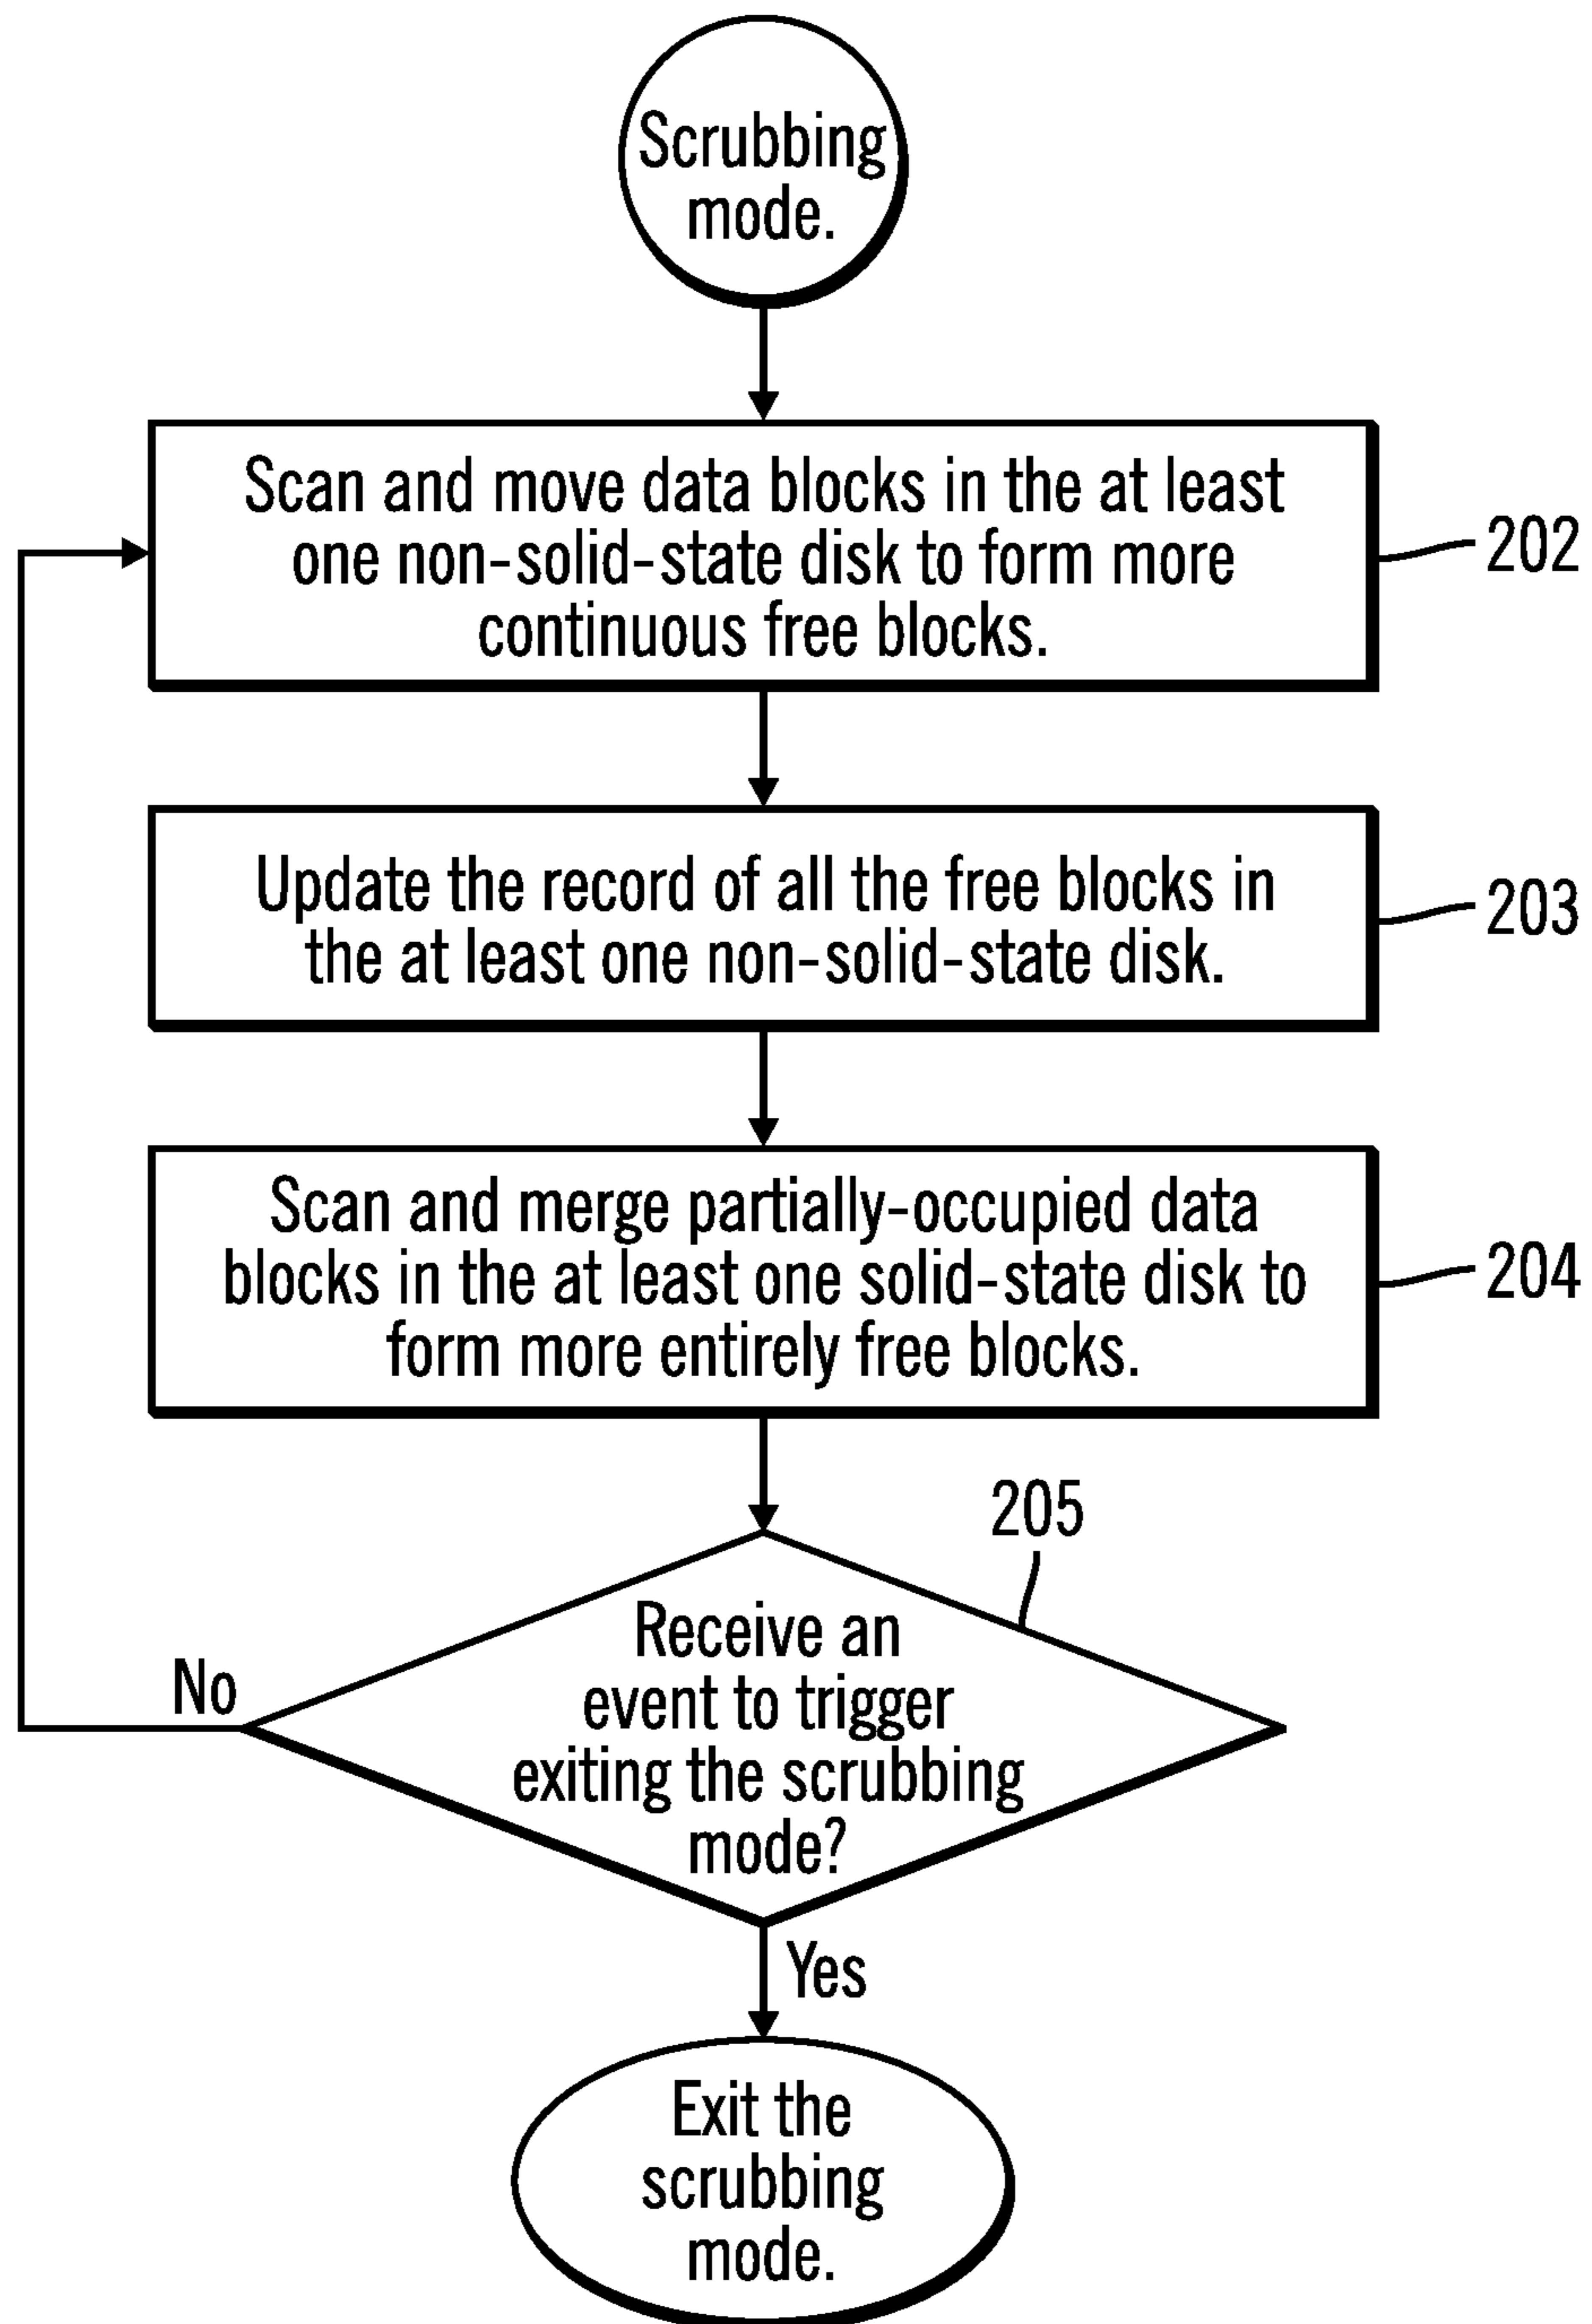 Scrubbing
mode.
Scan and move data blocks in the at least
one non-solid-state disk to form more
continuous free blocks.
202
Update the record of all the free blocks in
the at least one non-solid-state disk.
203
Scan and merge partially-occupied data
blocks in the at least one solid-state disk to
form more entirely free blocks.
204
205
Receive an
event to trigger
exiting the scrubbing
mode?
No
Yes
Exit the
scrubbing
mode.